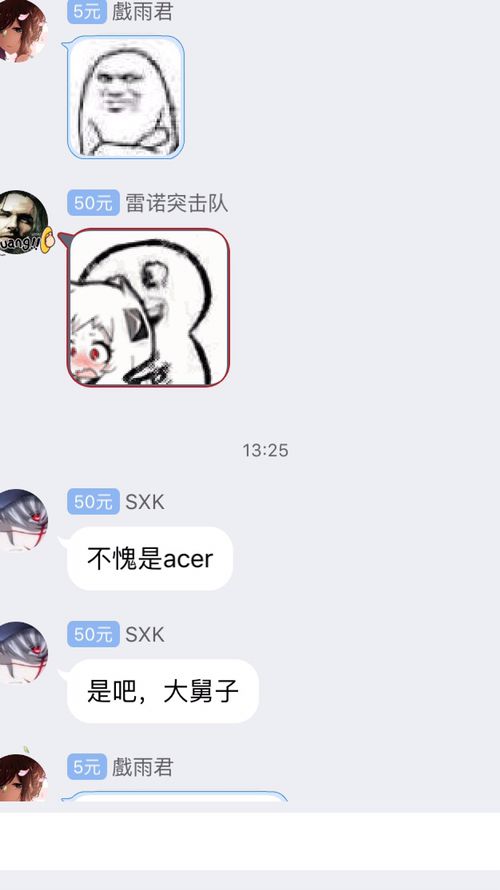 5元 戲雨君
50元 雷诺突击队
uang!!
13:25
50元 SXK
不愧是acer
50元 SXK
是吧，大舅子
5元 戲雨君